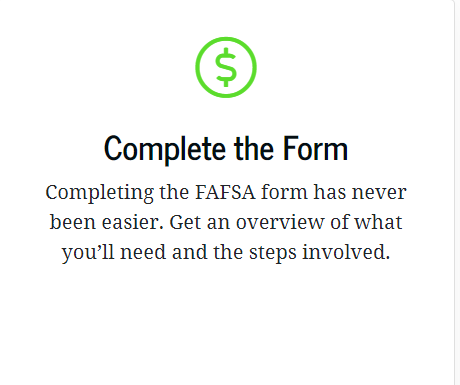 $
Complete the Form
Completing the FAFSA form has never
been easier. Get an overview of what
you’ll need and the steps involved.